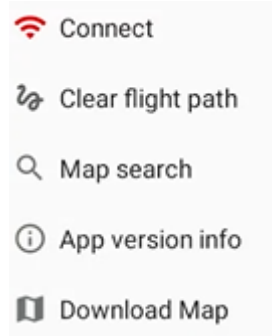 Connect
Clear flight path
Map search
App version info
Download Map